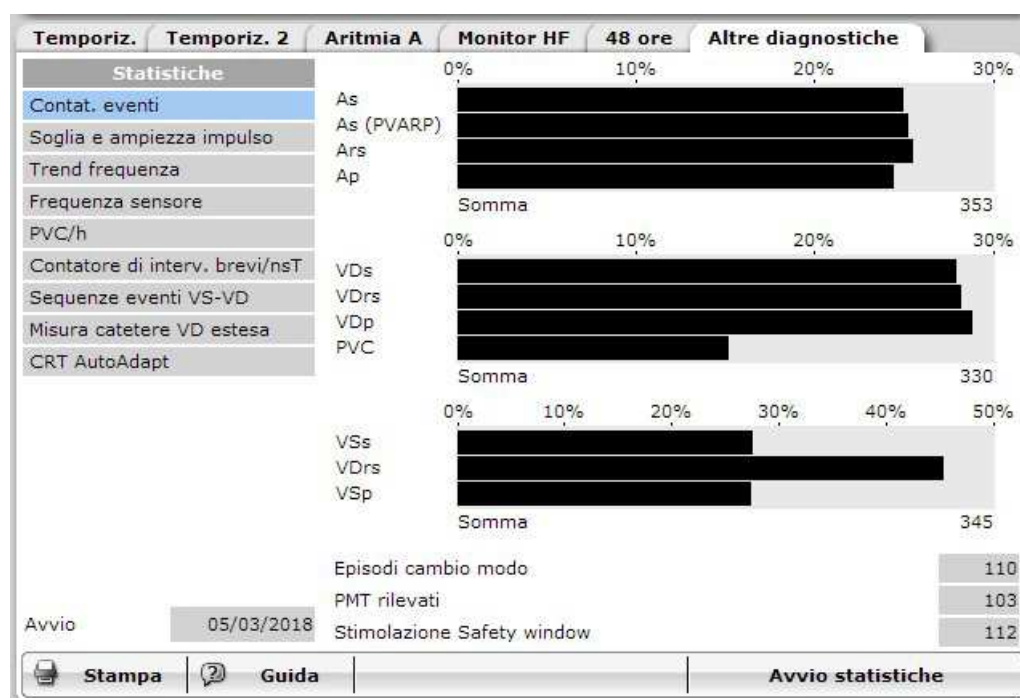 Temporiz. Temporiz. 2 Aritmia A Monitor HF 48 ore Altre diagnostiche
Statistiche
Contat. eventi
Soglia e ampiezza impulso
Trend frequenza
Frequenza sensore
PVC/h
Contatore di interv. brevi/nsT
Sequenze eventi VS-VD
Misura catetere VD estesa
CRT AutoAdapt
0% 10% 20% 30%
As
As (PVARP)
Ars
Ap
Somma 353
0% 10% 20% 30%
VDs
VDrs
VDp
PVC
Somma 330
0% 10% 20% 30% 40% 50%
VSs
VDrs
VSp
Somma 345
Episodi cambio modo 110
PMT rilevati 103
Stimolazione Safety window 112
Avvio 05/03/2018
Stampa Guida Avvio statistiche